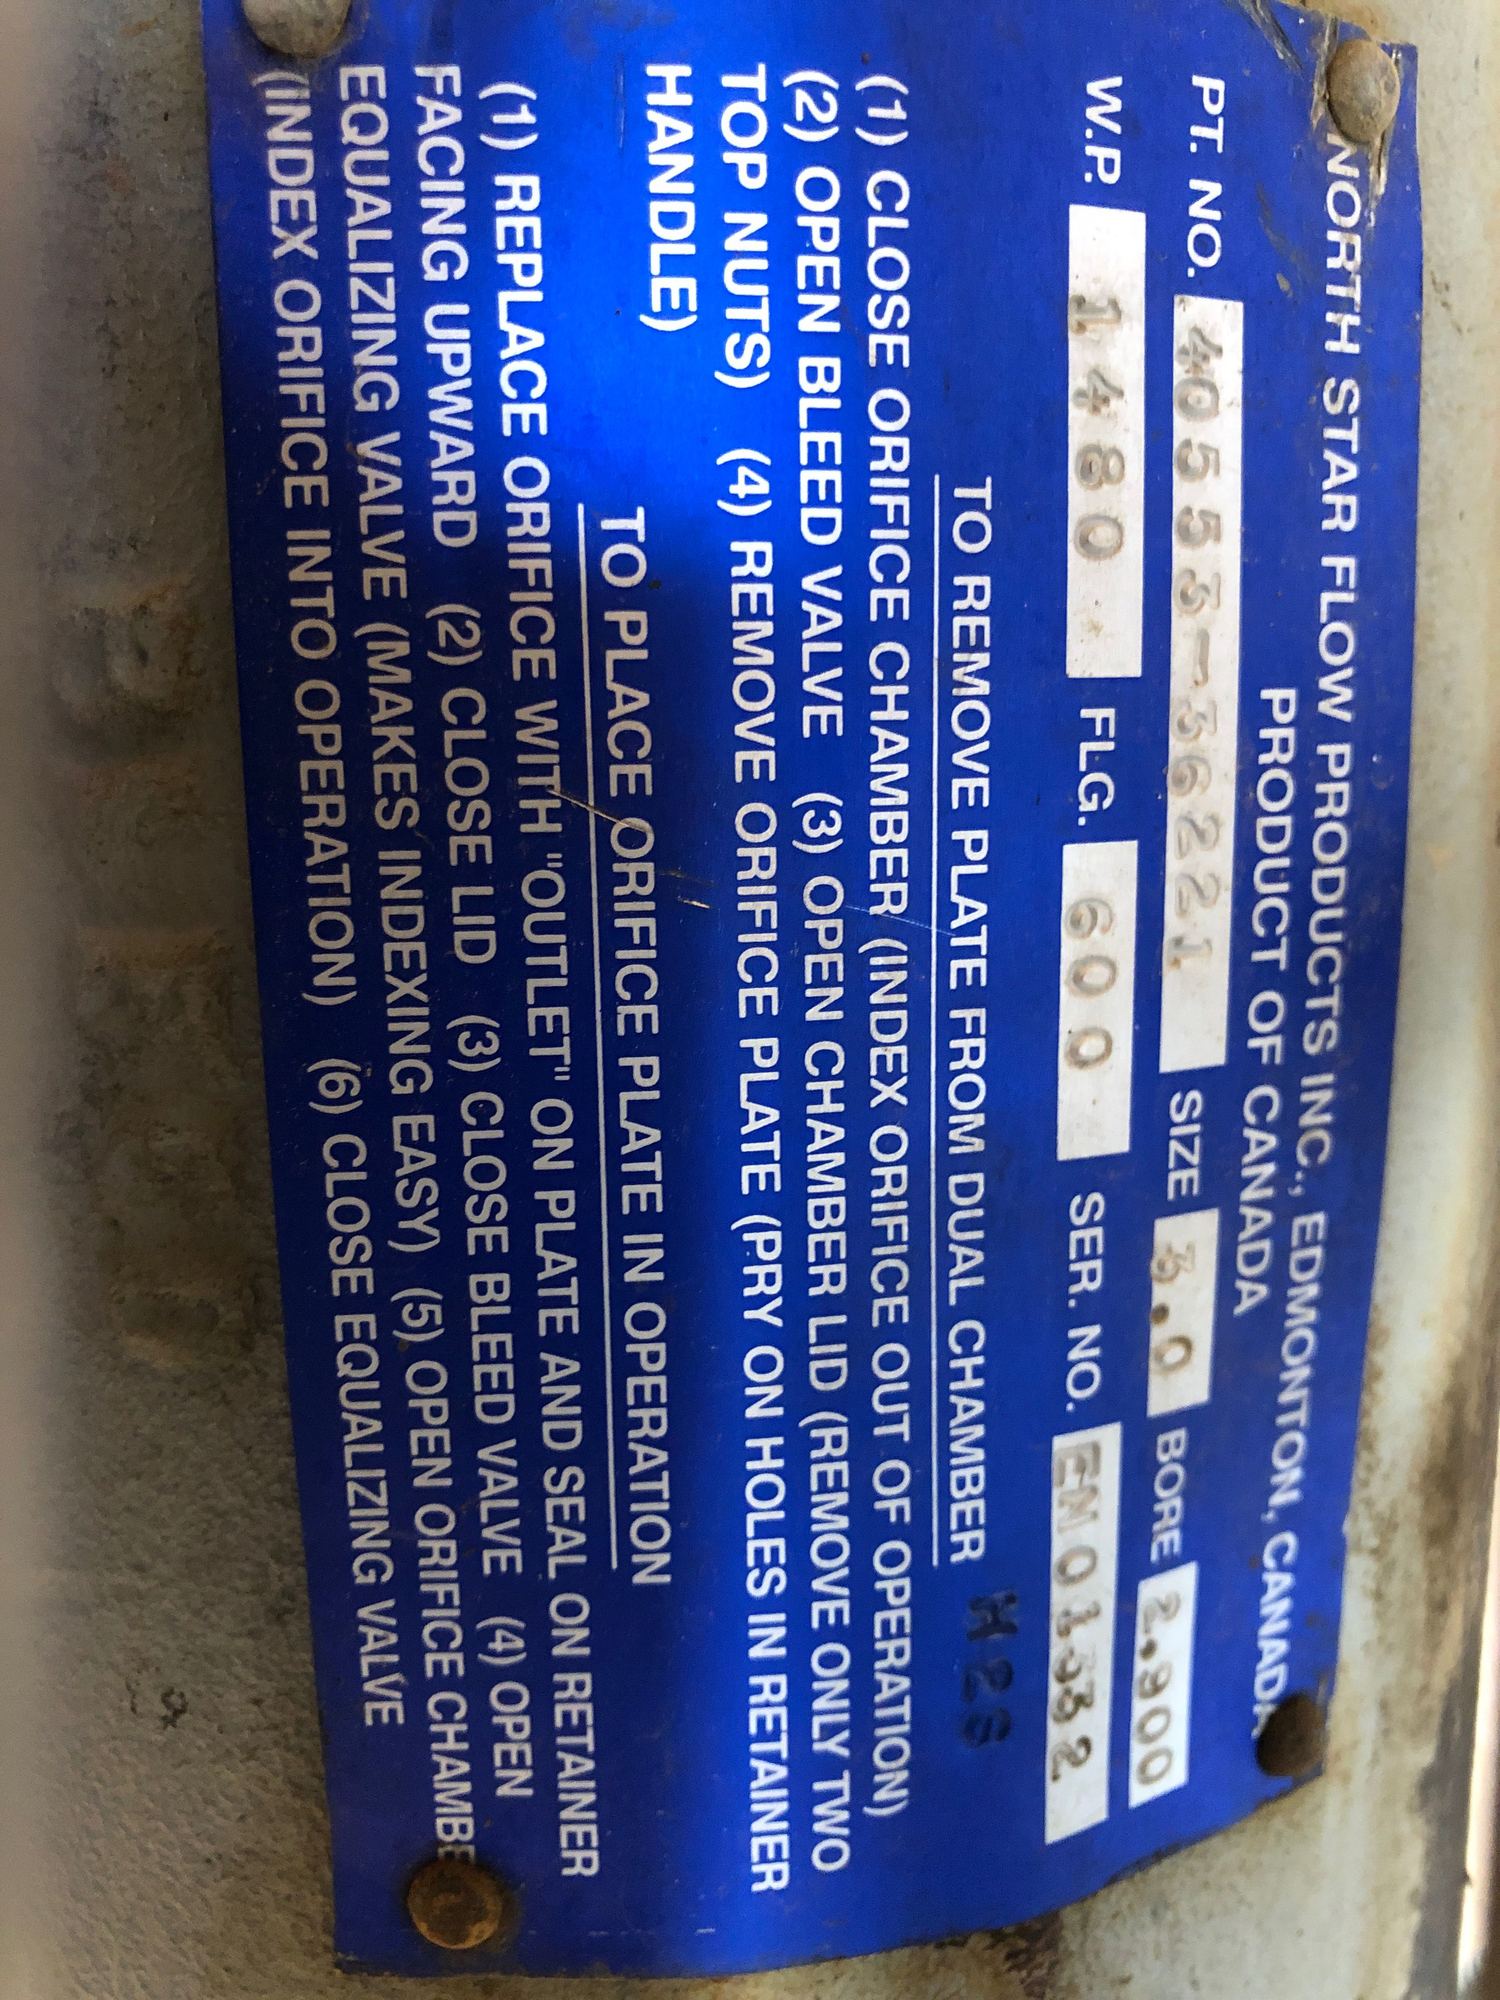 NORTH STAR FLOW PRODUCTS INC., EDMONTON, CANADA
PRODUCT OF CANADA
PT. NO. 40553-36221 SIZE 3.0 BORE 2.900
W.P. 1480 FLG. 600 SER. NO. EN01332
H2S
TO REMOVE PLATE FROM DUAL CHAMBER
(1) CLOSE ORIFICE CHAMBER (INDEX ORIFICE OUT OF OPERATION)
(2) OPEN BLEED VALVE (3) OPEN CHAMBER LID (REMOVE ONLY TWO
TOP NUTS) (4) REMOVE ORIFICE PLATE (PRY ON HOLES IN RETAINER
HANDLE)
TO PLACE ORIFICE PLATE IN OPERATION
(1) REPLACE ORIFICE WITH "OUTLET" ON PLATE AND SEAL ON RETAINER
FACING UPWARD (2) CLOSE LID (3) CLOSE BLEED VALVE (4) OPEN
EQUALIZING VALVE (MAKES INDEXING EASY) (5) OPEN ORIFICE CHAMBE
(INDEX ORIFICE INTO OPERATION) (6) CLOSE EQUALIZING VALVE